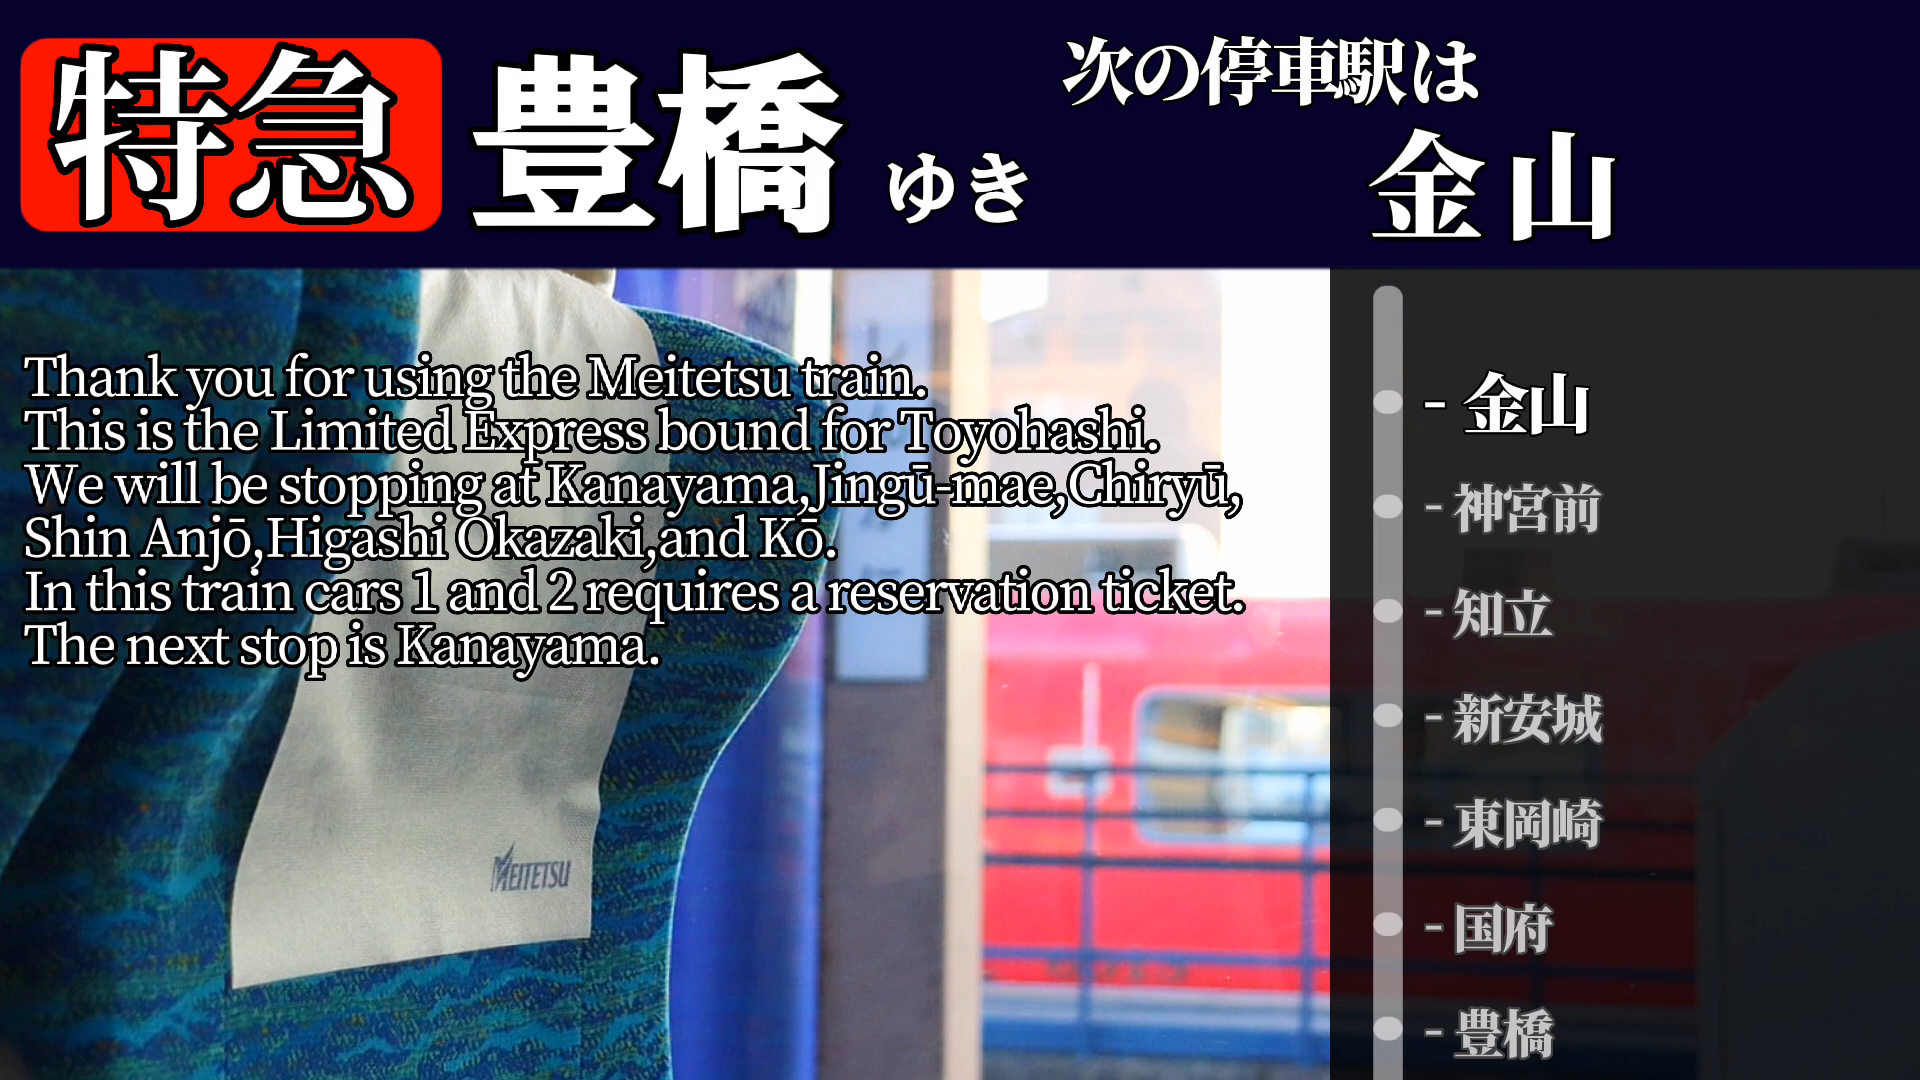 特急 豊橋 ゆき
次の停車駅は
金山
Thank you for using the Meitetsu train.
This is the Limited Express bound for Toyohashi.
We will be stopping at Kanayama,Jingū-mae,Chiryū,
Shin Anjō,Higashi Okazaki,and Kō.
In this train cars 1 and 2 requires a reservation ticket.
The next stop is Kanayama.
MEITETSU
- 金山
- 神宮前
- 知立
- 新安城
- 東岡崎
- 国府
- 豊橋